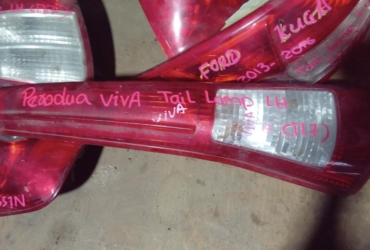 FORD KUGA
2013- 2016
Perodua VIVA Tail Lamp LH
VIVA